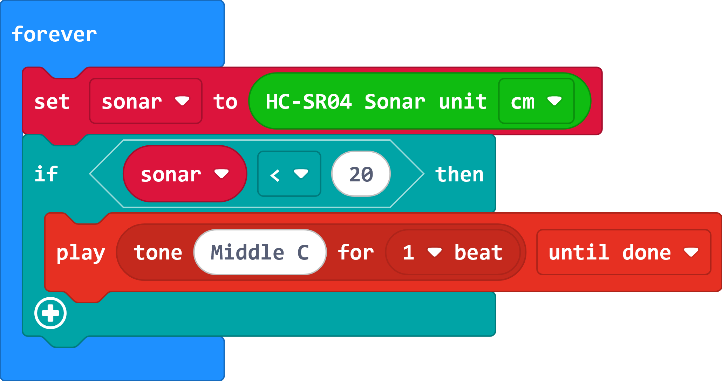 forever
set sonar to HC-SR04 Sonar unit cm
if sonar < 20 then
play tone Middle C for 1 beat until done